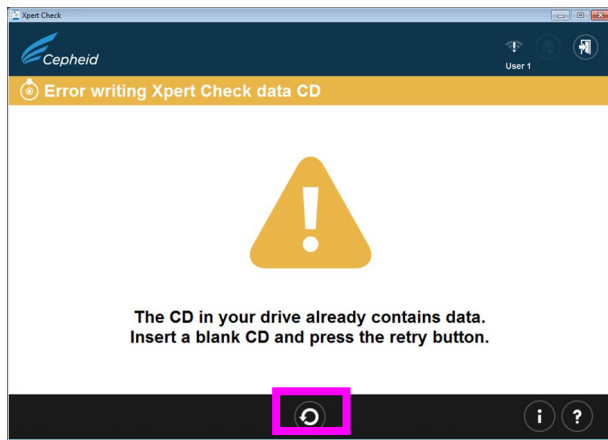 Xpert Check
Cepheid
User 1
Error writing Xpert Check data CD
The CD in your drive already contains data.
Insert a blank CD and press the retry button.
i ?